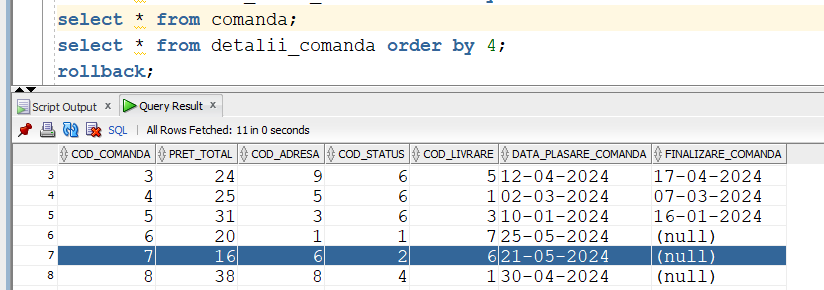 select * from comanda;
select * from detalii_comanda order by 4;
rollback;
Script Output x Query Result x
SQL | All Rows Fetched: 11 in 0 seconds
COD_COMANDA PRET_TOTAL COD_ADRESA COD_STATUS COD_LIVRARE DATA_PLASARE_COMANDA FINALIZARE_COMANDA
3 3 24 9 6 5 12-04-2024 17-04-2024
4 4 25 5 6 1 02-03-2024 07-03-2024
5 5 31 3 6 3 10-01-2024 16-01-2024
6 6 20 1 1 7 25-05-2024 (null)
7 7 16 6 2 6 21-05-2024 (null)
8 8 38 8 4 1 30-04-2024 (null)